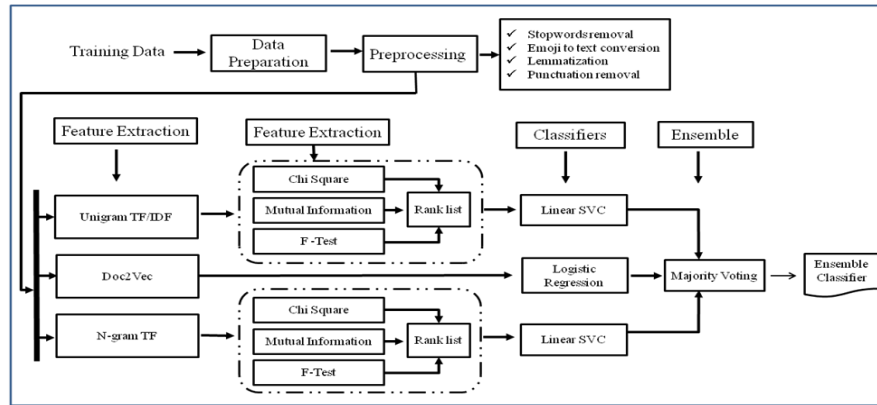 Training Data
Data
Preparation
Preprocessing
✓ Stopwords removal
✓ Emoji to text conversion
✓ Lemmatization
✓ Punctuation removal
Feature Extraction
Feature Extraction
Classifiers
Ensemble
Unigram TF/IDF
Chi Square
Mutual Information
F-Test
Rank list
Linear SVC
Doc2Vec
Logistic
Regression
Majority Voting
Ensemble
Classifier
N-gram TF
Chi Square
Mutual Information
F-Test
Rank list
Linear SVC